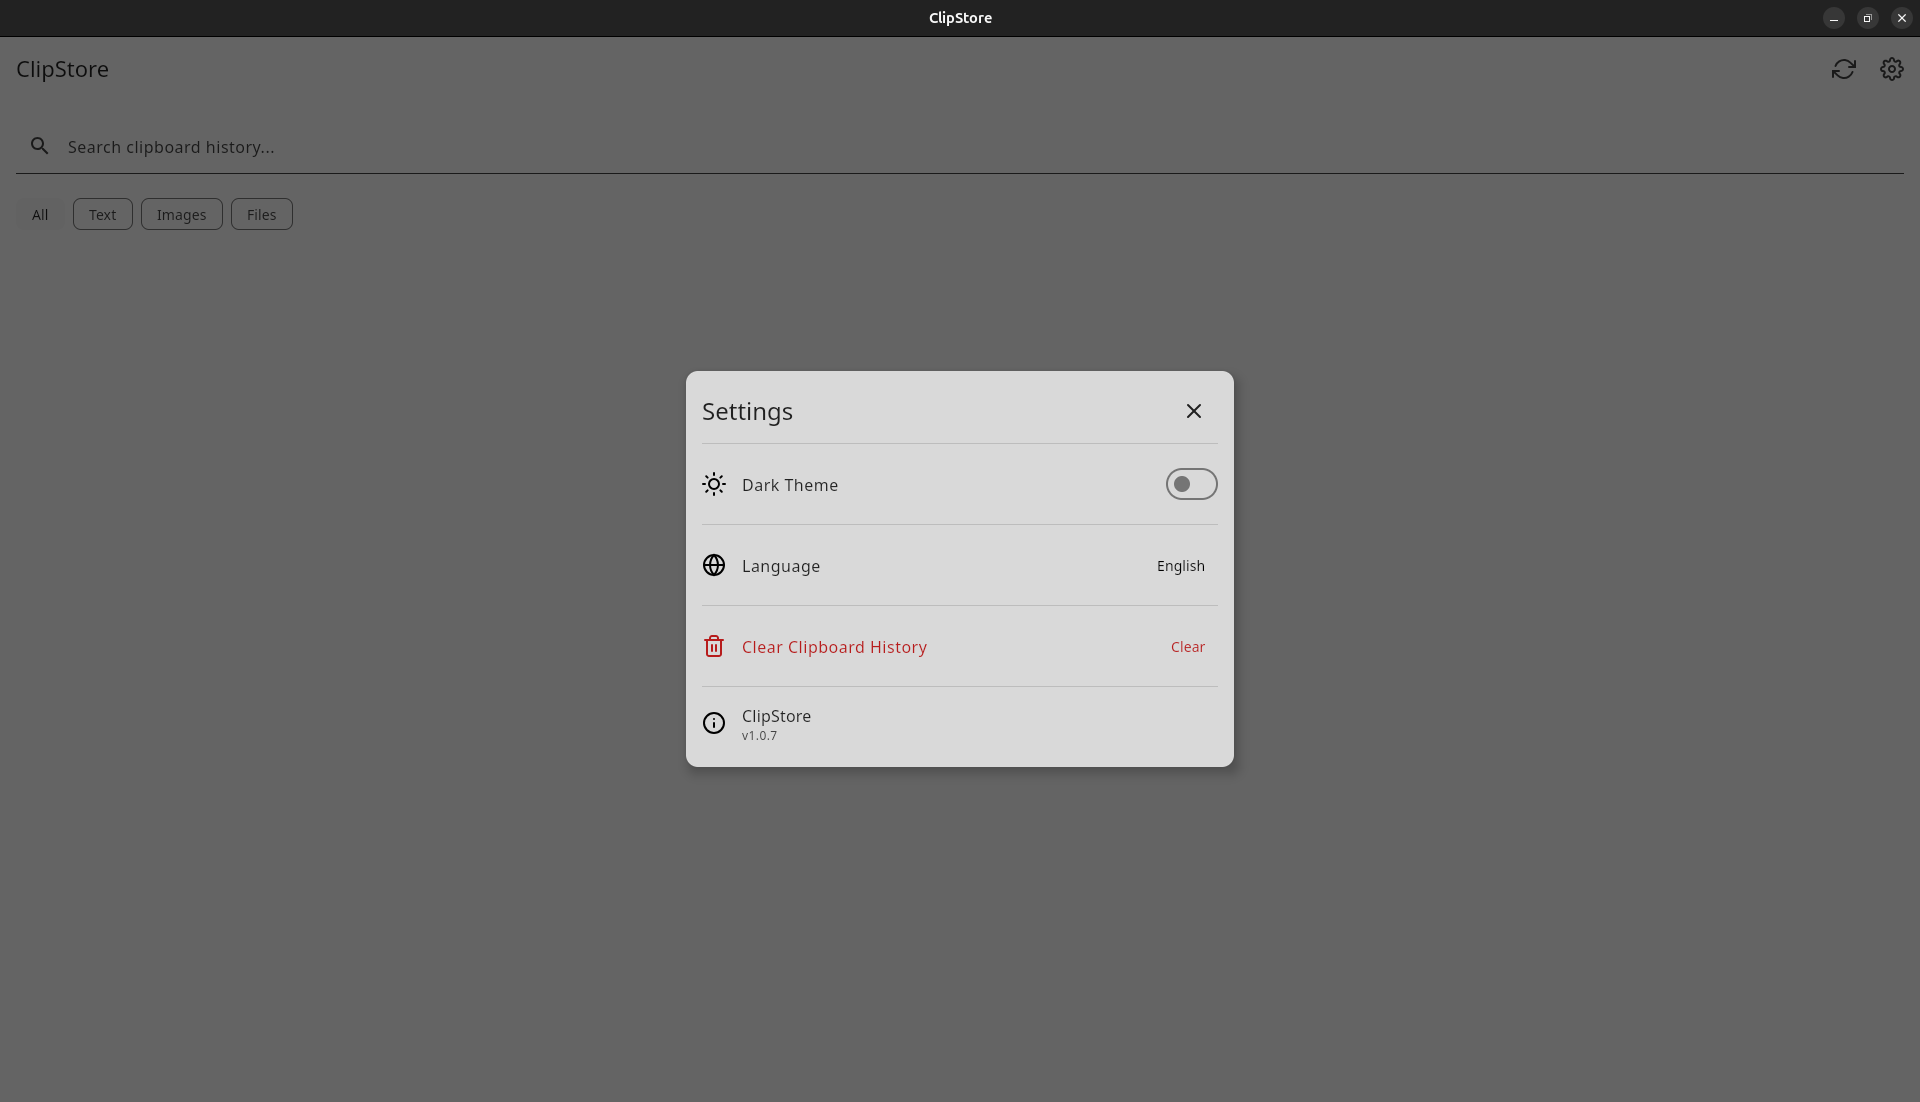 ClipStore
ClipStore
Search clipboard history...
All Text Images Files
Settings
Dark Theme
Language English
Clear Clipboard History Clear
ClipStore
v1.0.7